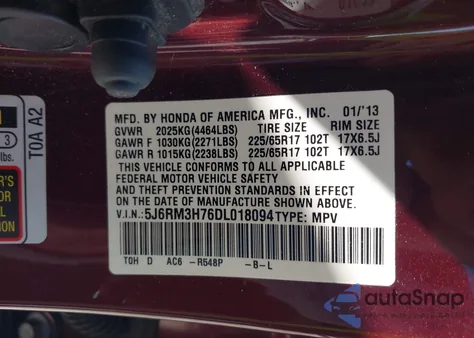 MFD. BY HONDA OF AMERICA MFG., INC. 01/'13
GVWR 2025KG(4464LBS) TIRE SIZE RIM SIZE
GAWR F 1030KG(2271LBS) 225/65R17 102T 17X6.5J
GAWR R 1015KG(2238LBS) 225/65R17 102T 17X6.5J
THIS VEHICLE CONFORMS TO ALL APPLICABLE
FEDERAL MOTOR VEHICLE SAFETY
AND THEFT PREVENTION STANDARDS IN EFFECT
ON THE DATE OF MANUFACTURE SHOWN ABOVE.
V.I.N.:5J6RM3H76DL018094 TYPE: MPV
TOH D AC6 -R548P -B-L
T0A A2
3
lbs.
autoSnap